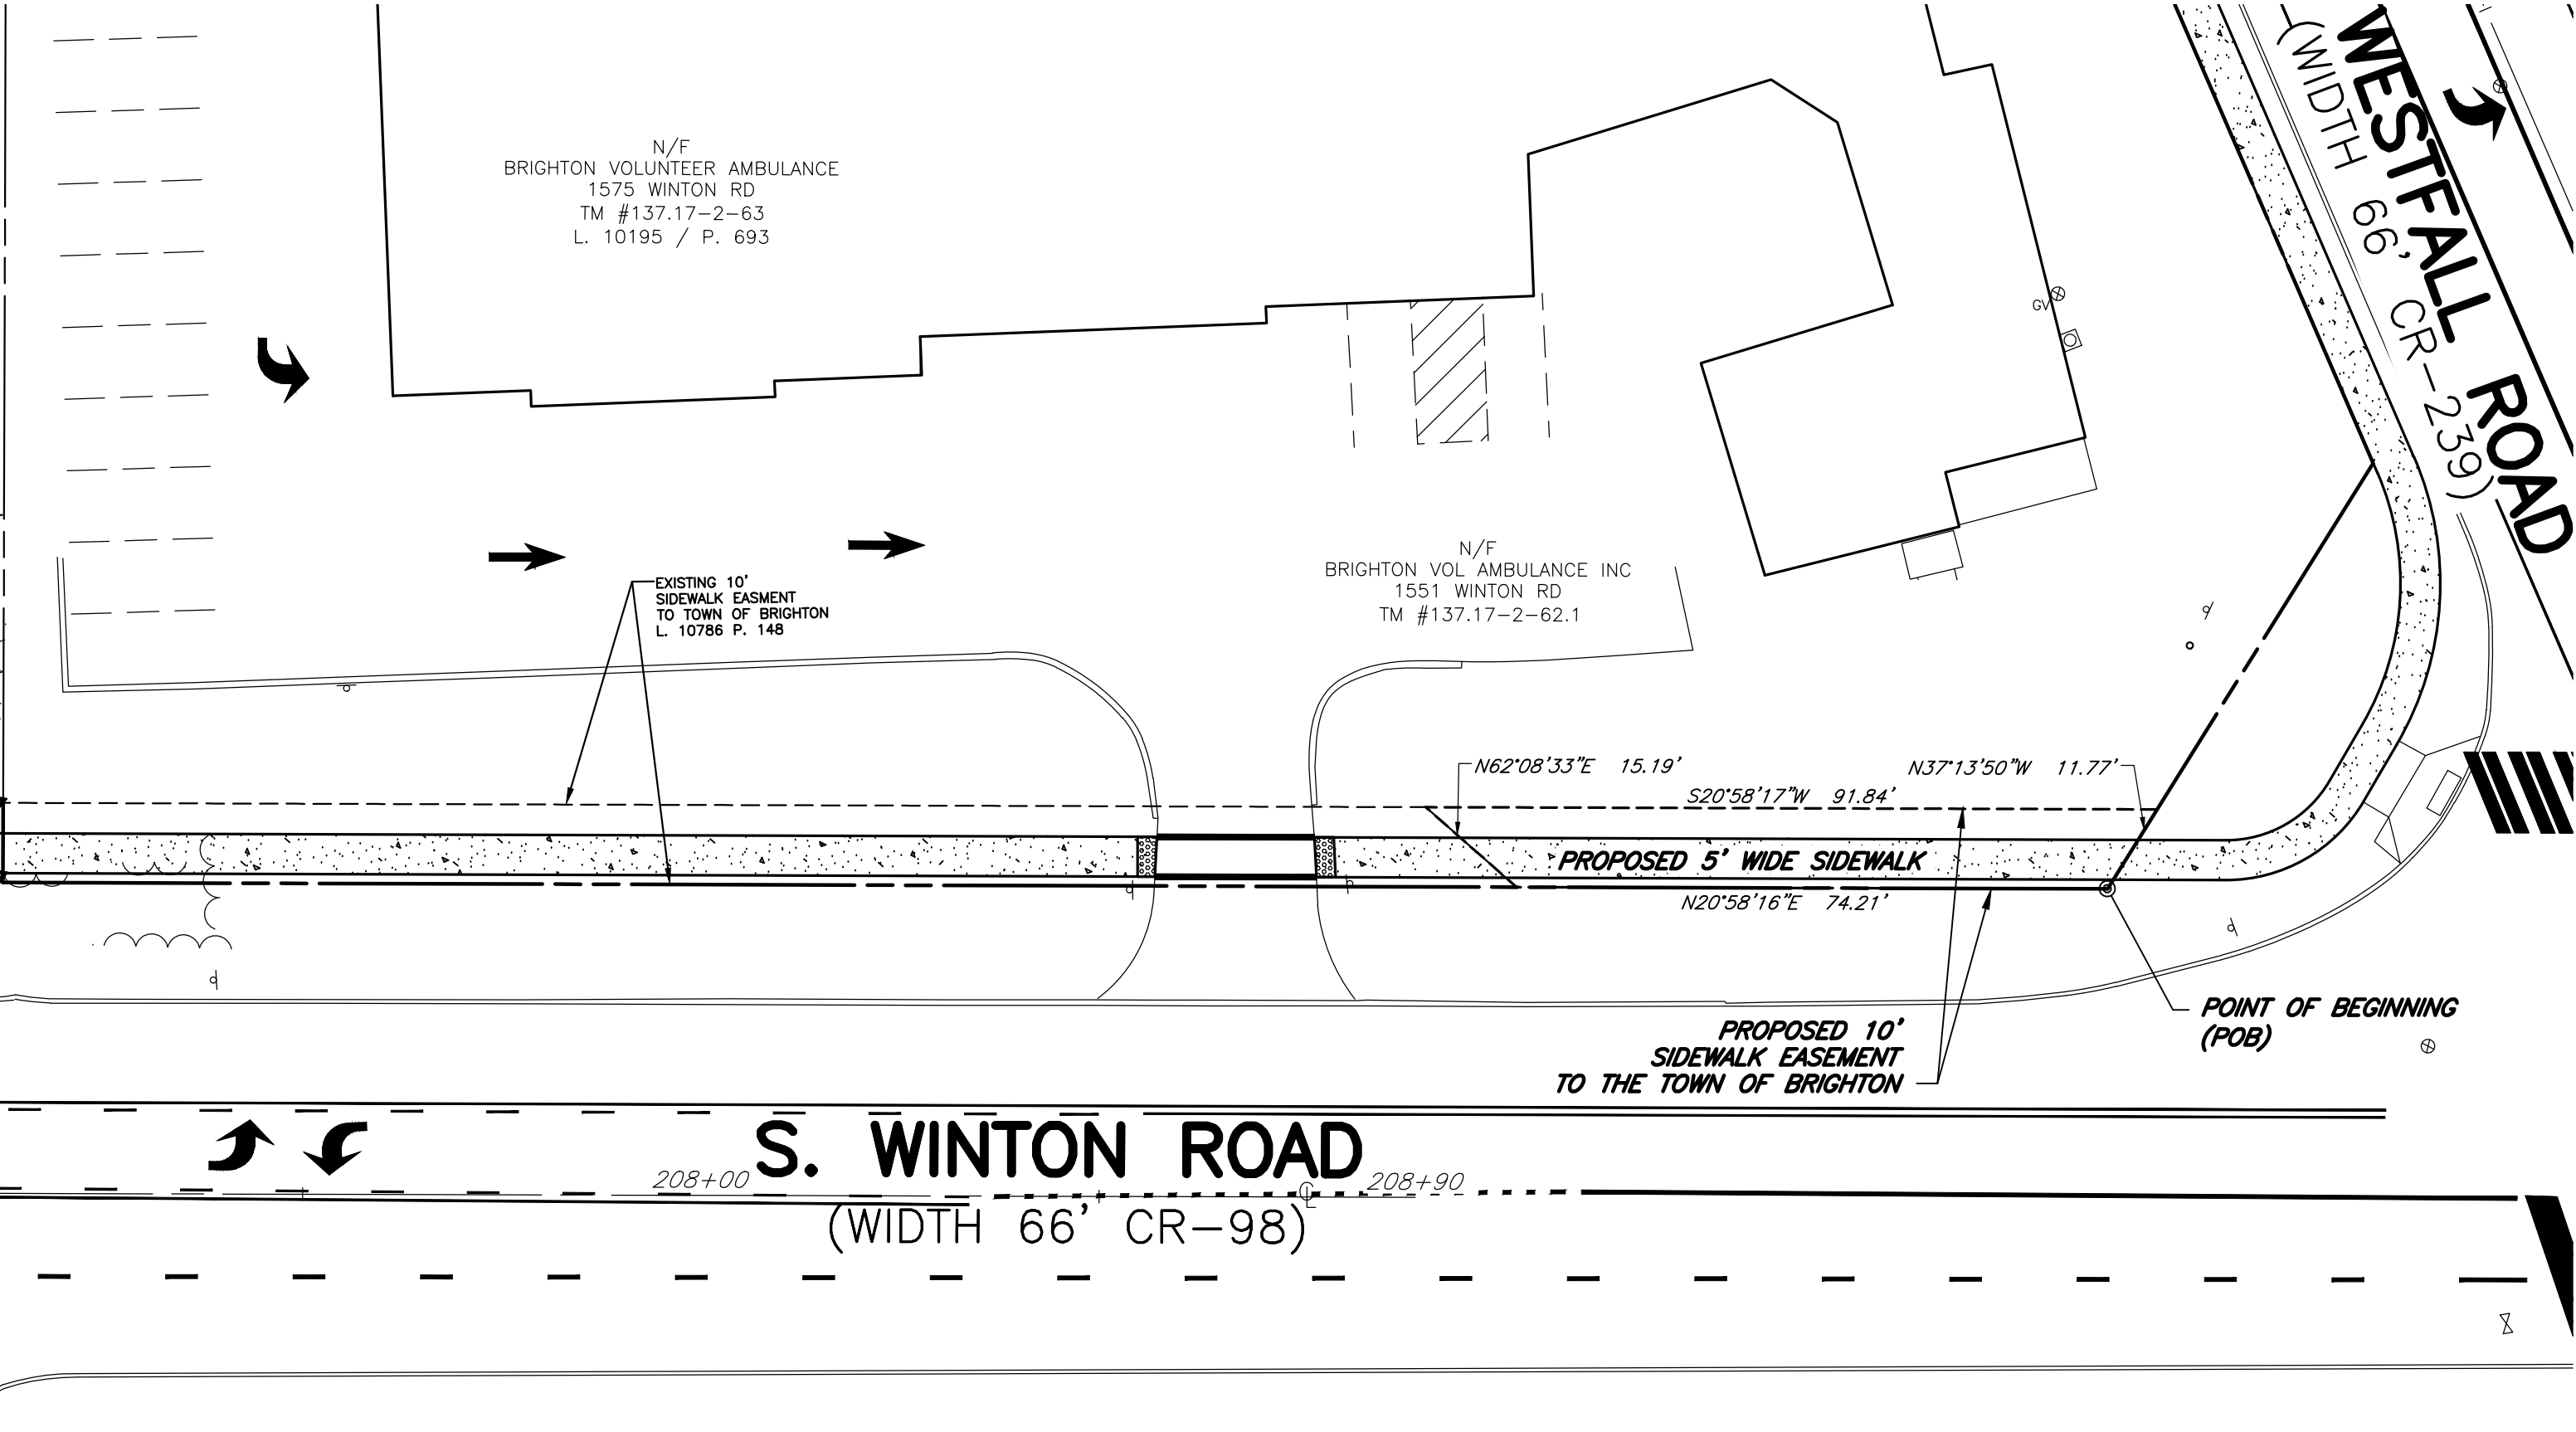 WESTFALL ROAD
(WIDTH 66' CR-239)
N/F
BRIGHTON VOLUNTEER AMBULANCE
1575 WINTON RD
TM #137.17-2-63
L. 10195 / P. 693
GV
EXISTING 10'
SIDEWALK EASMENT
TO TOWN OF BRIGHTON
L. 10786 P. 148
N/F
BRIGHTON VOL AMBULANCE INC
1551 WINTON RD
TM #137.17-2-62.1
N62°08'33"E 15.19'
N37°13'50"W 11.77'
S20°58'17"W 91.84'
PROPOSED 5' WIDE SIDEWALK
N20°58'16"E 74.21'
POINT OF BEGINNING
(POB)
PROPOSED 10'
SIDEWALK EASEMENT
TO THE TOWN OF BRIGHTON
S. WINTON ROAD
208+00
208+90
(WIDTH 66' CR-98)